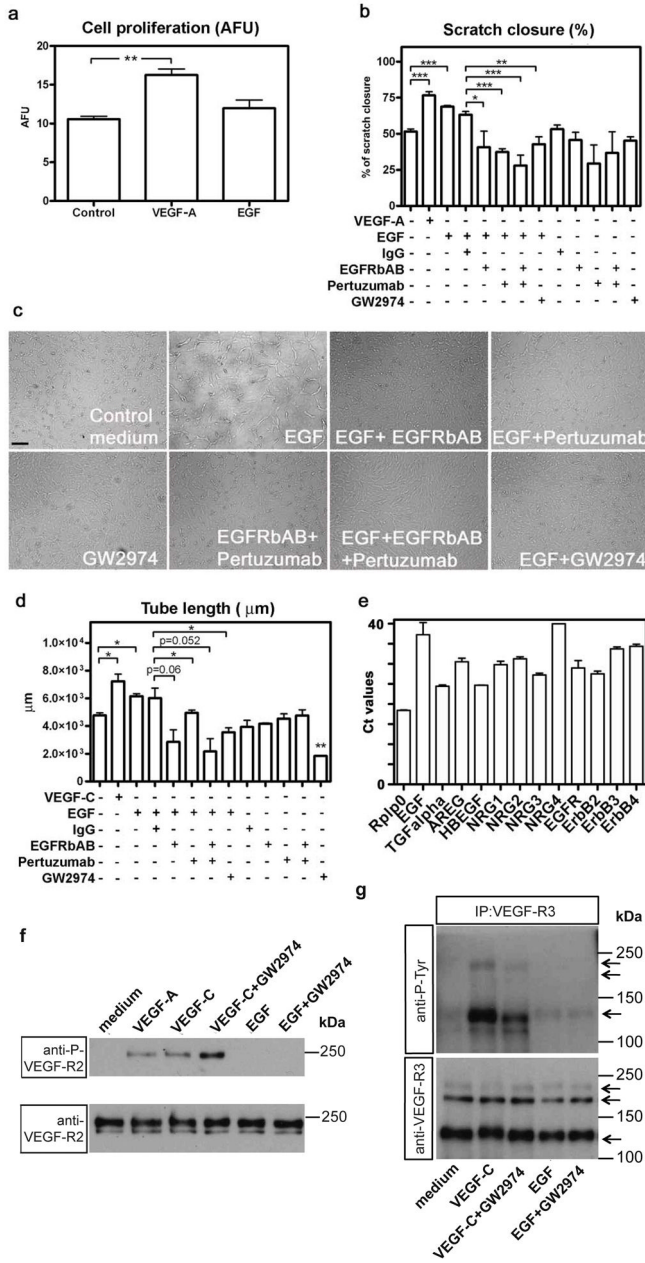 a
Cell proliferation (AFU)
AFU
20
15
10
5
0
**
Control VEGF-A EGF
b
Scratch closure (%)
% of scratch closure
100
75
50
25
0
**
*** ***
*** ***
*
VEGF-A - + - - - - - - - - - - -
EGF - - + + + + + + - - - - -
IgG - - - + - - - - + - - - -
EGFRbAB - - - - + - + - - + - + -
Pertuzumab - - - - - + + - - - + + -
GW2974 - - - - - - - + - - - - +
c
Control
medium
EGF
EGF+ EGFRbAB
EGF+Pertuzumab
GW2974
EGFRbAB+
Pertuzumab
EGF+EGFRbAB
+Pertuzumab
EGF+GW2974
d
Tube length ( μm)
μm
1.0×10⁴
8.0×10³
6.0×10³
4.0×10³
2.0×10³
0
*
* p=0.052
* *
p=0.06
**
VEGF-C - + - - - - - - - - - - -
EGF - - + + + + + + - - - - -
IgG - - - + - - - - + - - - -
EGFRbAB - - - - + - + - - + - + -
Pertuzumab - - - - - + + - - - + + -
GW2974 - - - - - - - + - - - - +
e
Ct values
40
30
20
10
0
Rplp0
EGF
TGFalpha
AREG
HBEGF
NRG1
NRG2
NRG3
NRG4
EGFR
ErbB2
ErbB3
ErbB4
f
medium
VEGF-A
VEGF-C
VEGF-C+GW2974
EGF
EGF+GW2974
kDa
anti-P-
VEGF-R2
250
anti-
VEGF-R2
250
g
IP:VEGF-R3
kDa
anti-P-Tyr
250
150
100
anti-VEGF-R3
250
150
100
medium
VEGF-C
VEGF-C+GW2974
EGF
EGF+GW2974